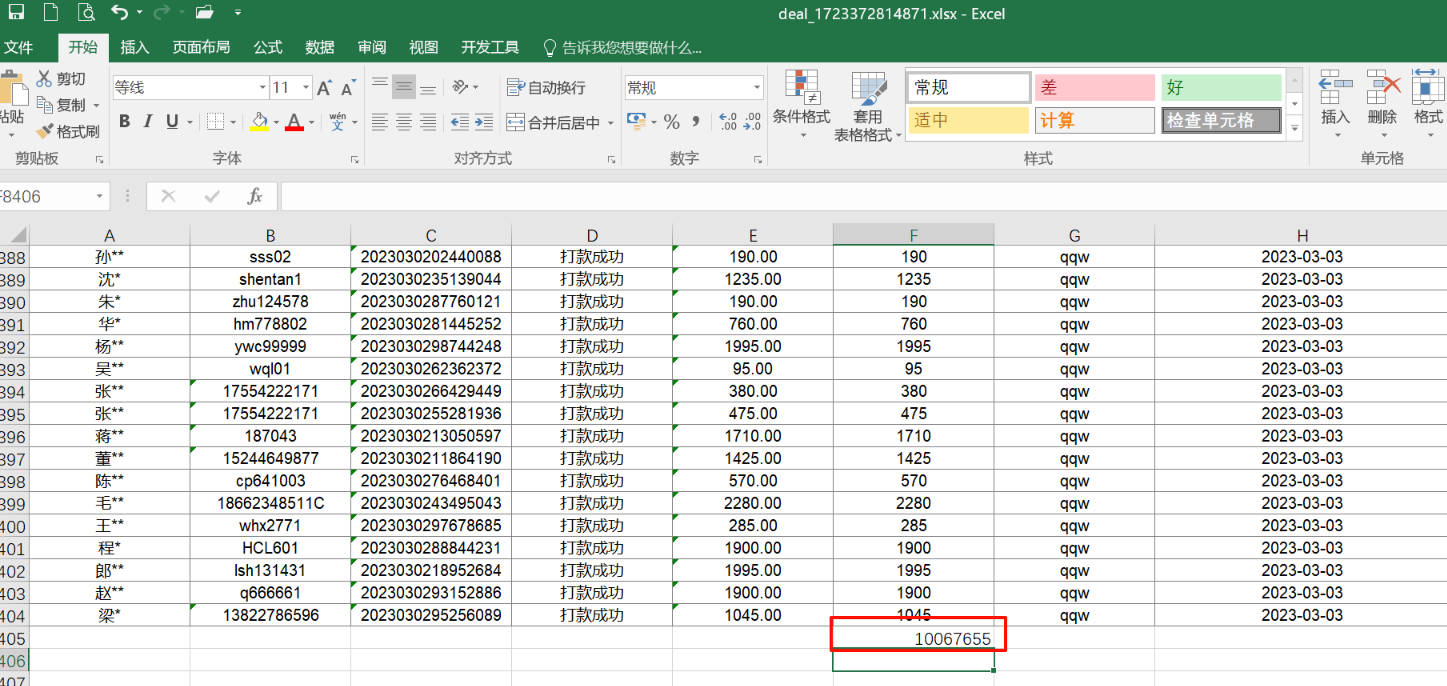 deal_1723372814871.xlsx - Excel
文件 开始 插入 页面布局 公式 数据 审阅 视图 开发工具 告诉我您想要做什么...
剪切
复制
格式刷
粘贴
剪贴板
等线 11
B I U wén 文
字体
自动换行
合并后居中
对齐方式
常规
数字
条件格式
套用
表格格式
常规 差 好
适中 计算 检查单元格
样式
插入 删除 格式
单元格
F8406 fx
A B C D E F G H
388 孙** sss02 2023030202440088 打款成功 190.00 190 qqw 2023-03-03
389 沈* shentan1 2023030235139044 打款成功 1235.00 1235 qqw 2023-03-03
390 朱* zhu124578 2023030287760121 打款成功 190.00 190 qqw 2023-03-03
391 华* hm778802 2023030281445252 打款成功 760.00 760 qqw 2023-03-03
392 杨** ywc99999 2023030298744248 打款成功 1995.00 1995 qqw 2023-03-03
393 吴** wql01 2023030262362372 打款成功 95.00 95 qqw 2023-03-03
394 张** 17554222171 2023030266429449 打款成功 380.00 380 qqw 2023-03-03
395 张** 17554222171 2023030255281936 打款成功 475.00 475 qqw 2023-03-03
396 蒋** 187043 2023030213050597 打款成功 1710.00 1710 qqw 2023-03-03
397 董** 15244649877 2023030211864190 打款成功 1425.00 1425 qqw 2023-03-03
398 陈** cp641003 2023030276468401 打款成功 570.00 570 qqw 2023-03-03
399 毛** 18662348511C 2023030243495043 打款成功 2280.00 2280 qqw 2023-03-03
400 王** whx2771 2023030297678685 打款成功 285.00 285 qqw 2023-03-03
401 程* HCL601 2023030288844231 打款成功 1900.00 1900 qqw 2023-03-03
402 郎** lsh131431 2023030218952684 打款成功 1995.00 1995 qqw 2023-03-03
403 赵** q666661 2023030293152886 打款成功 1900.00 1900 qqw 2023-03-03
404 梁* 13822786596 2023030295256089 打款成功 1045.00 1045 qqw 2023-03-03
405 10067655
406
407